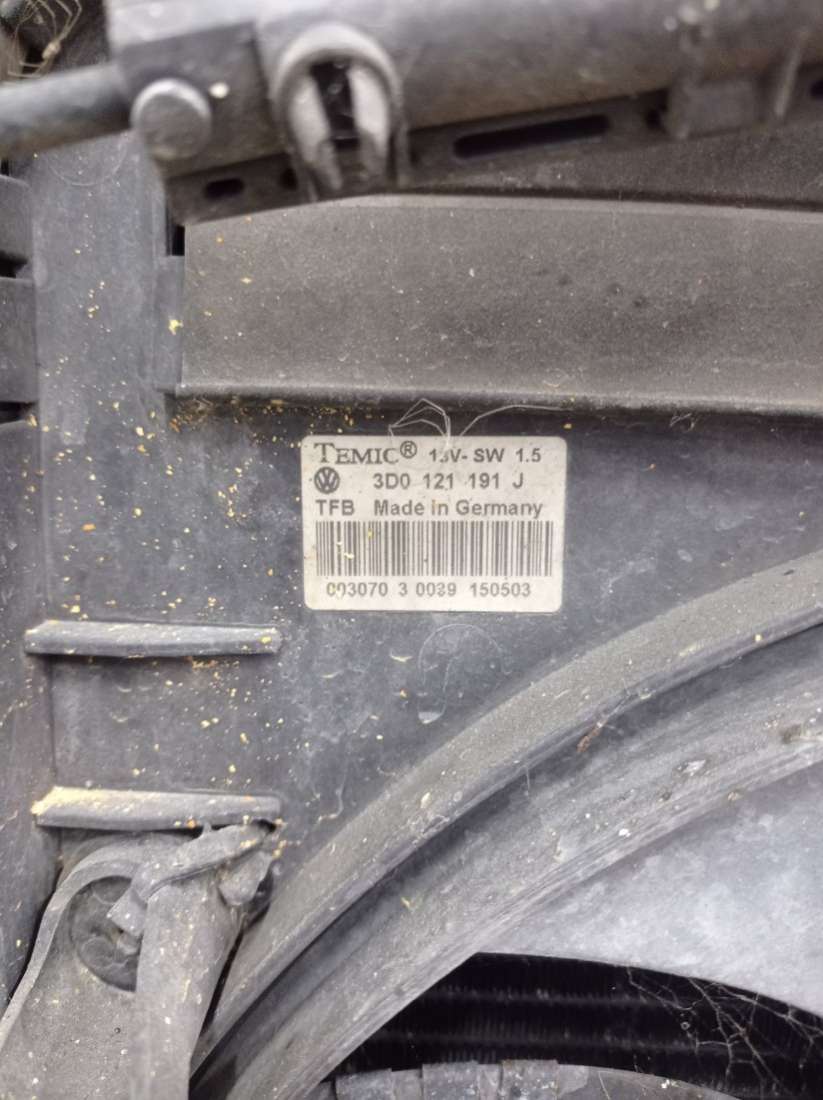 TEMIC® 13V- SW 1.5
3D0 121 191 J
TFB Made in Germany
003070 3 0039 150503